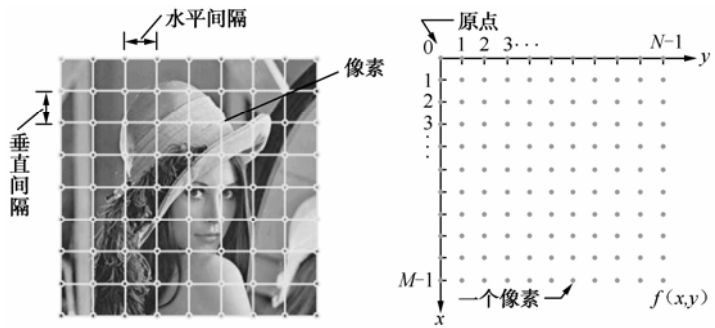 水平间隔
像素
垂直间隔
原点
0 1 2 3··· N-1 y
1
2
3
⋮
M-1
一个像素
f(x,y)
x